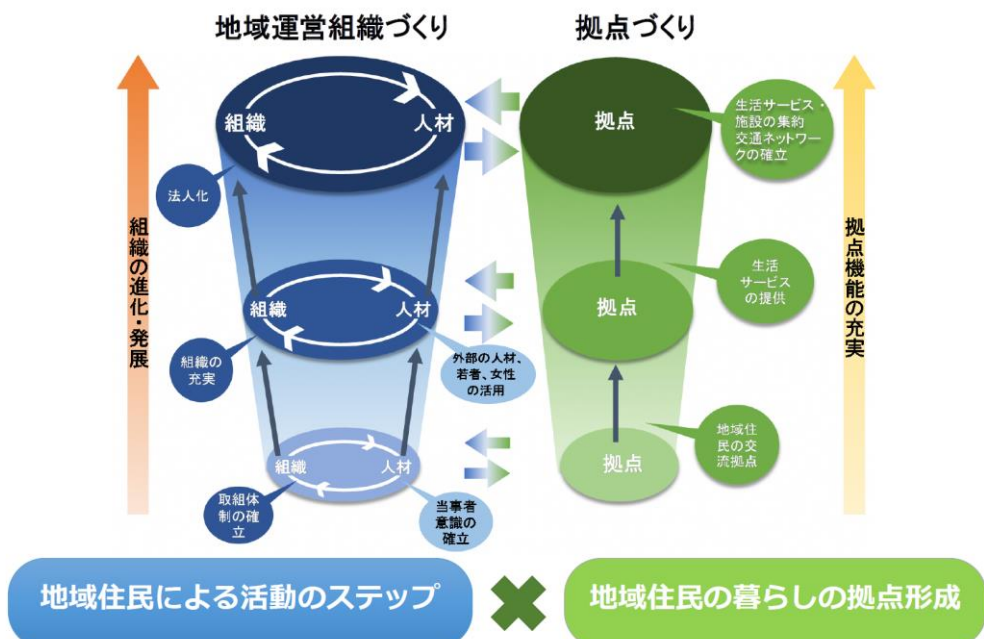 地域運営組織づくり
拠点づくり
組織
人材
法人化
組織
人材
組織の
充実
外部の人材、
若者、女性
の活用
組織
人材
取組体
制の確
立
当事者
意識の
確立
組織の進化・発展
拠点
生活サービス・
施設の集約
交通ネットワー
クの確立
拠点
生活
サービス
の提供
拠点
地域住
民の交
流拠点
拠点機能の充実
地域住民による活動のステップ
地域住民の暮らしの拠点形成